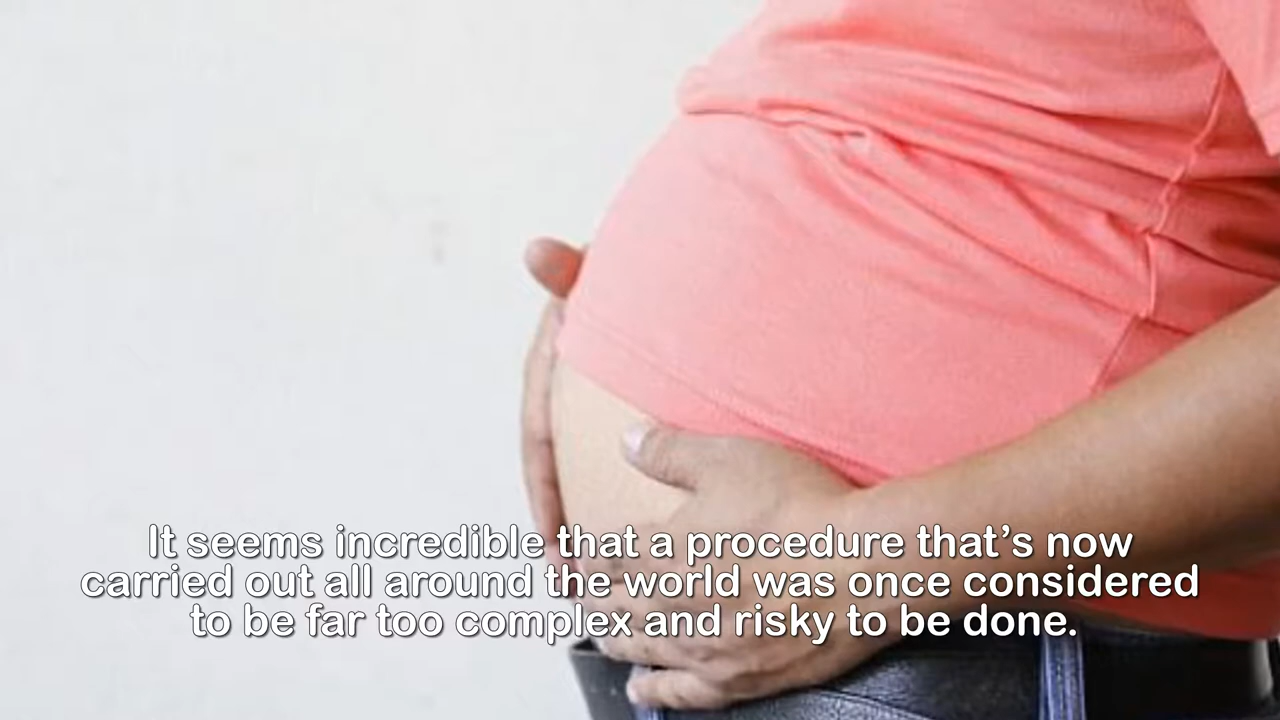 It seems incredible that a procedure that’s now
carried out all around the world was once considered
to be far too complex and risky to be done.